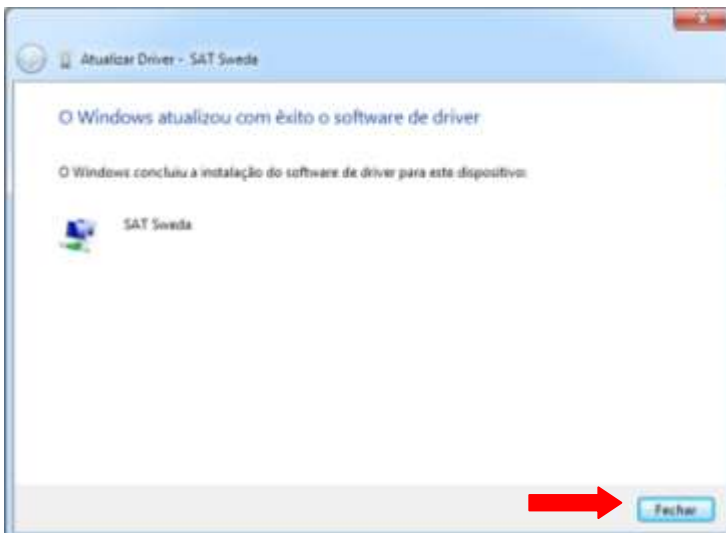 Atualizar Driver - SAT Sweda
O Windows atualizou com êxito o software de driver
O Windows concluiu a instalação do software de driver para este dispositivo:
SAT Sweda
Fechar